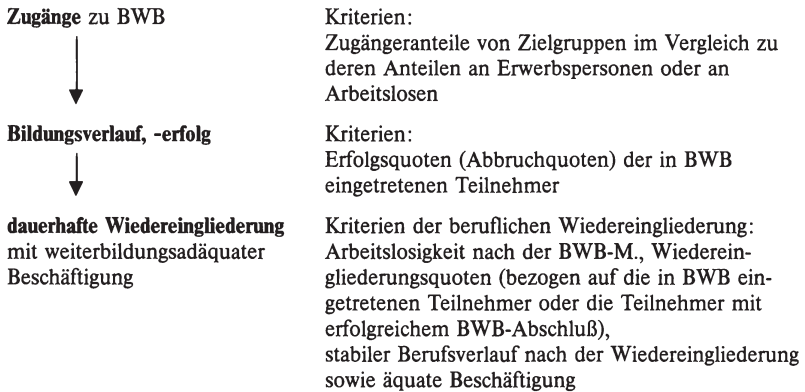 Zugänge zu BWB
Kriterien:
Zugängeranteile von Zielgruppen im Vergleich zu
deren Anteilen an Erwerbspersonen oder an
Arbeitslosen
Bildungsverlauf, -erfolg
Kriterien:
Erfolgsquoten (Abbruchquoten) der in BWB
eingetretenen Teilnehmer
dauerhafte Wiedereingliederung
mit weiterbildungsadäquater
Beschäftigung
Kriterien der beruflichen Wiedereingliederung:
Arbeitslosigkeit nach der BWB-M., Wiederein-
gliederungsquoten (bezogen auf die in BWB ein-
getretenen Teilnehmer oder die Teilnehmer mit
erfolgreichem BWB-Abschluß),
stabiler Berufsverlauf nach der Wiedereingliederung
sowie äquate Beschäftigung